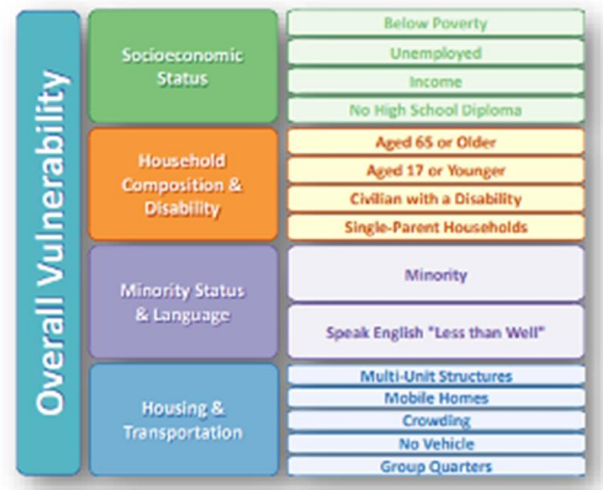 Overall Vulnerability
Socioeconomic
Status
Below Poverty
Unemployed
Income
No High School Diploma
Household
Composition &
Disability
Aged 65 or Older
Aged 17 or Younger
Civilian with a Disability
Single-Parent Households
Minority Status
& Language
Minority
Speak English "Less than Well"
Housing &
Transportation
Multi-Unit Structures
Mobile Homes
Crowding
No Vehicle
Group Quarters